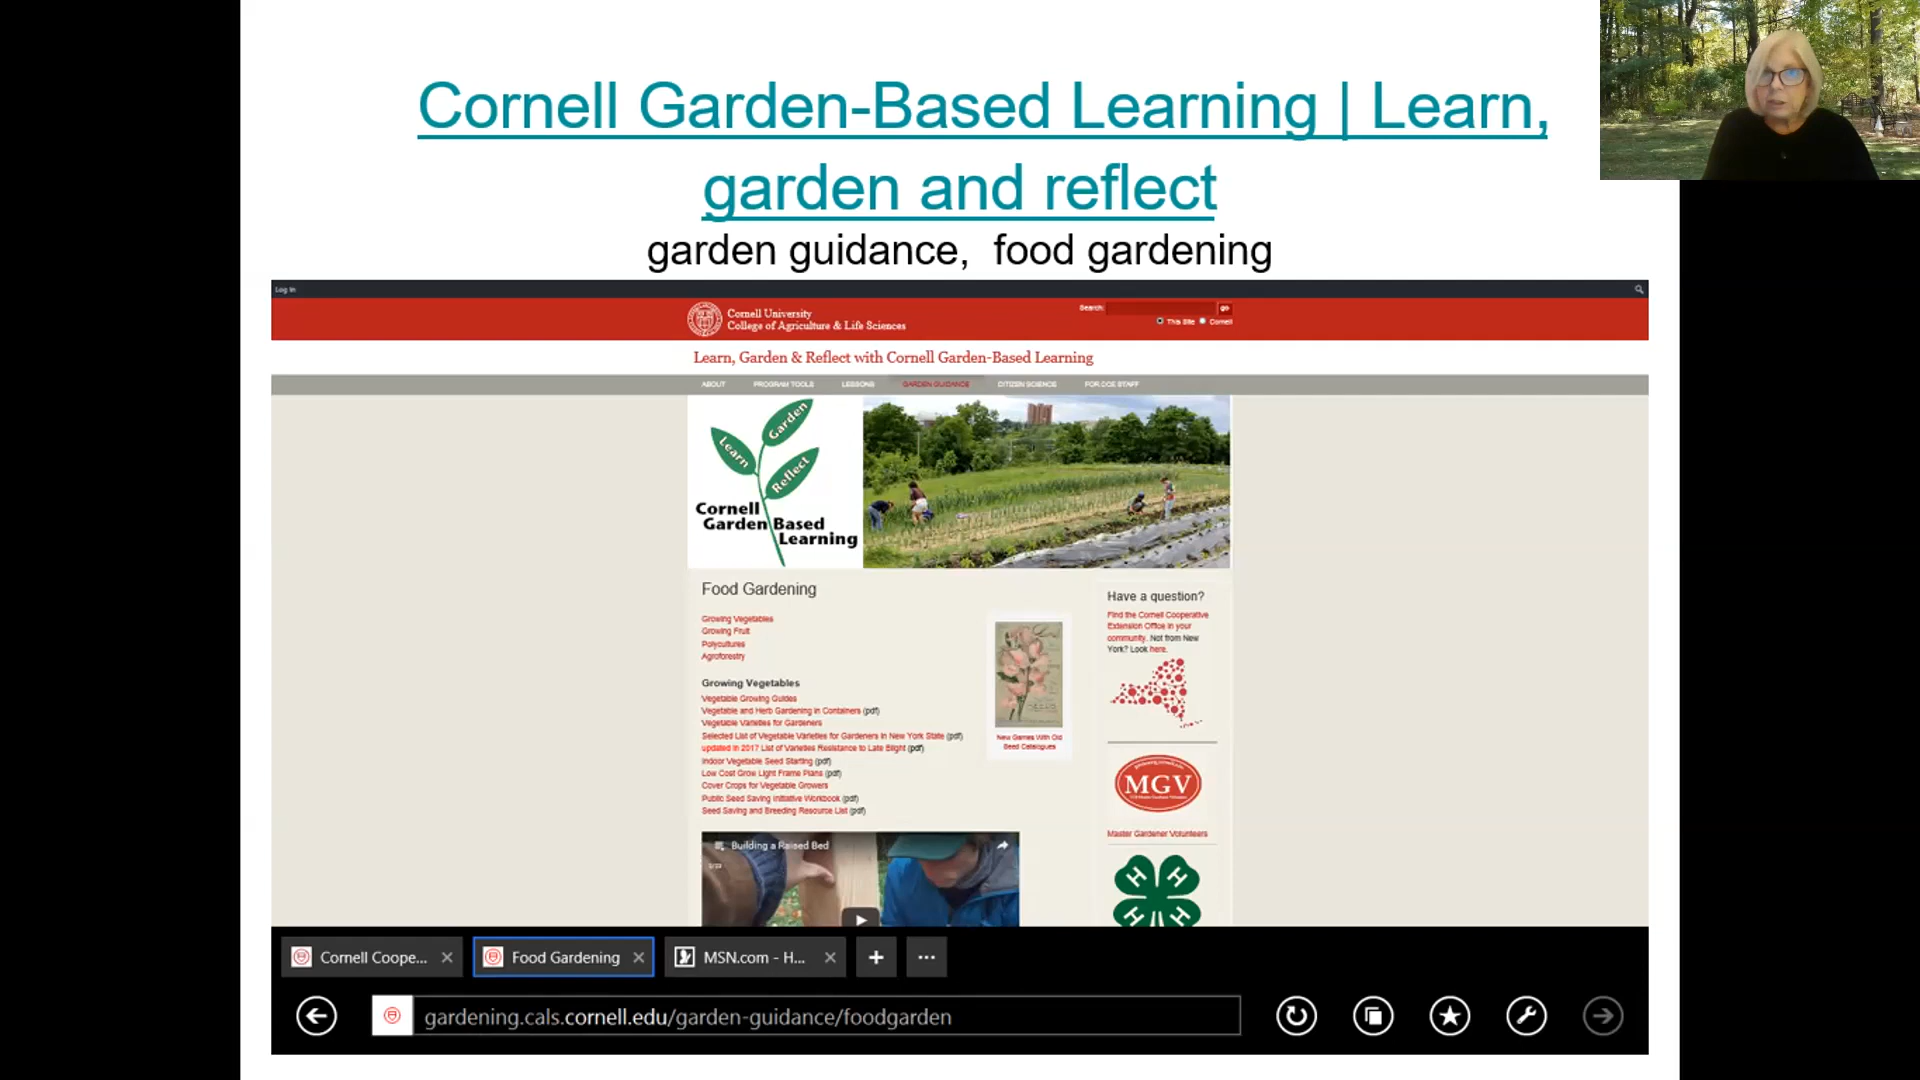 Cornell Garden-Based Learning | Learn,
garden and reflect
garden guidance,  food gardening
Log in
Cornell University
College of Agriculture & Life Sciences
Search:
go
This Site
Cornell
Learn, Garden & Reflect with Cornell Garden-Based Learning
ABOUT
PROGRAM TOOLS
LESSONS
GARDEN GUIDANCE
CITIZEN SCIENCE
FOR CCE STAFF
Garden
Learn
Reflect
Cornell
Garden Based
Learning
Food Gardening
Growing Vegetables
Growing Fruit
Polycultures
Agroforestry
Growing Vegetables
Vegetable Growing Guides
Vegetable and Herb Gardening in Containers (pdf)
Vegetable Varieties for Gardeners
Selected List of Vegetable Varieties for Gardeners in New York State (pdf)
updated in 2017 List of Varieties Resistance to Late Blight (pdf)
Indoor Vegetable Seed Starting (pdf)
Low Cost Grow Light Frame Plans (pdf)
Cover Crops for Vegetable Growers
Public Seed Saving Initiative Workbook (pdf)
Seed Saving and Breeding Resource List (pdf)
New Games With Old
Seed Catalogues
Have a question?
Find the Cornell Cooperative
Extension Office in your
community. Not from New
York? Look here.
MGV
Master Gardener Volunteers
H H
H H
Building a Raised Bed
Cornell Coope...
Food Gardening
MSN.com - H...
gardening.cals.cornell.edu/garden-guidance/foodgarden